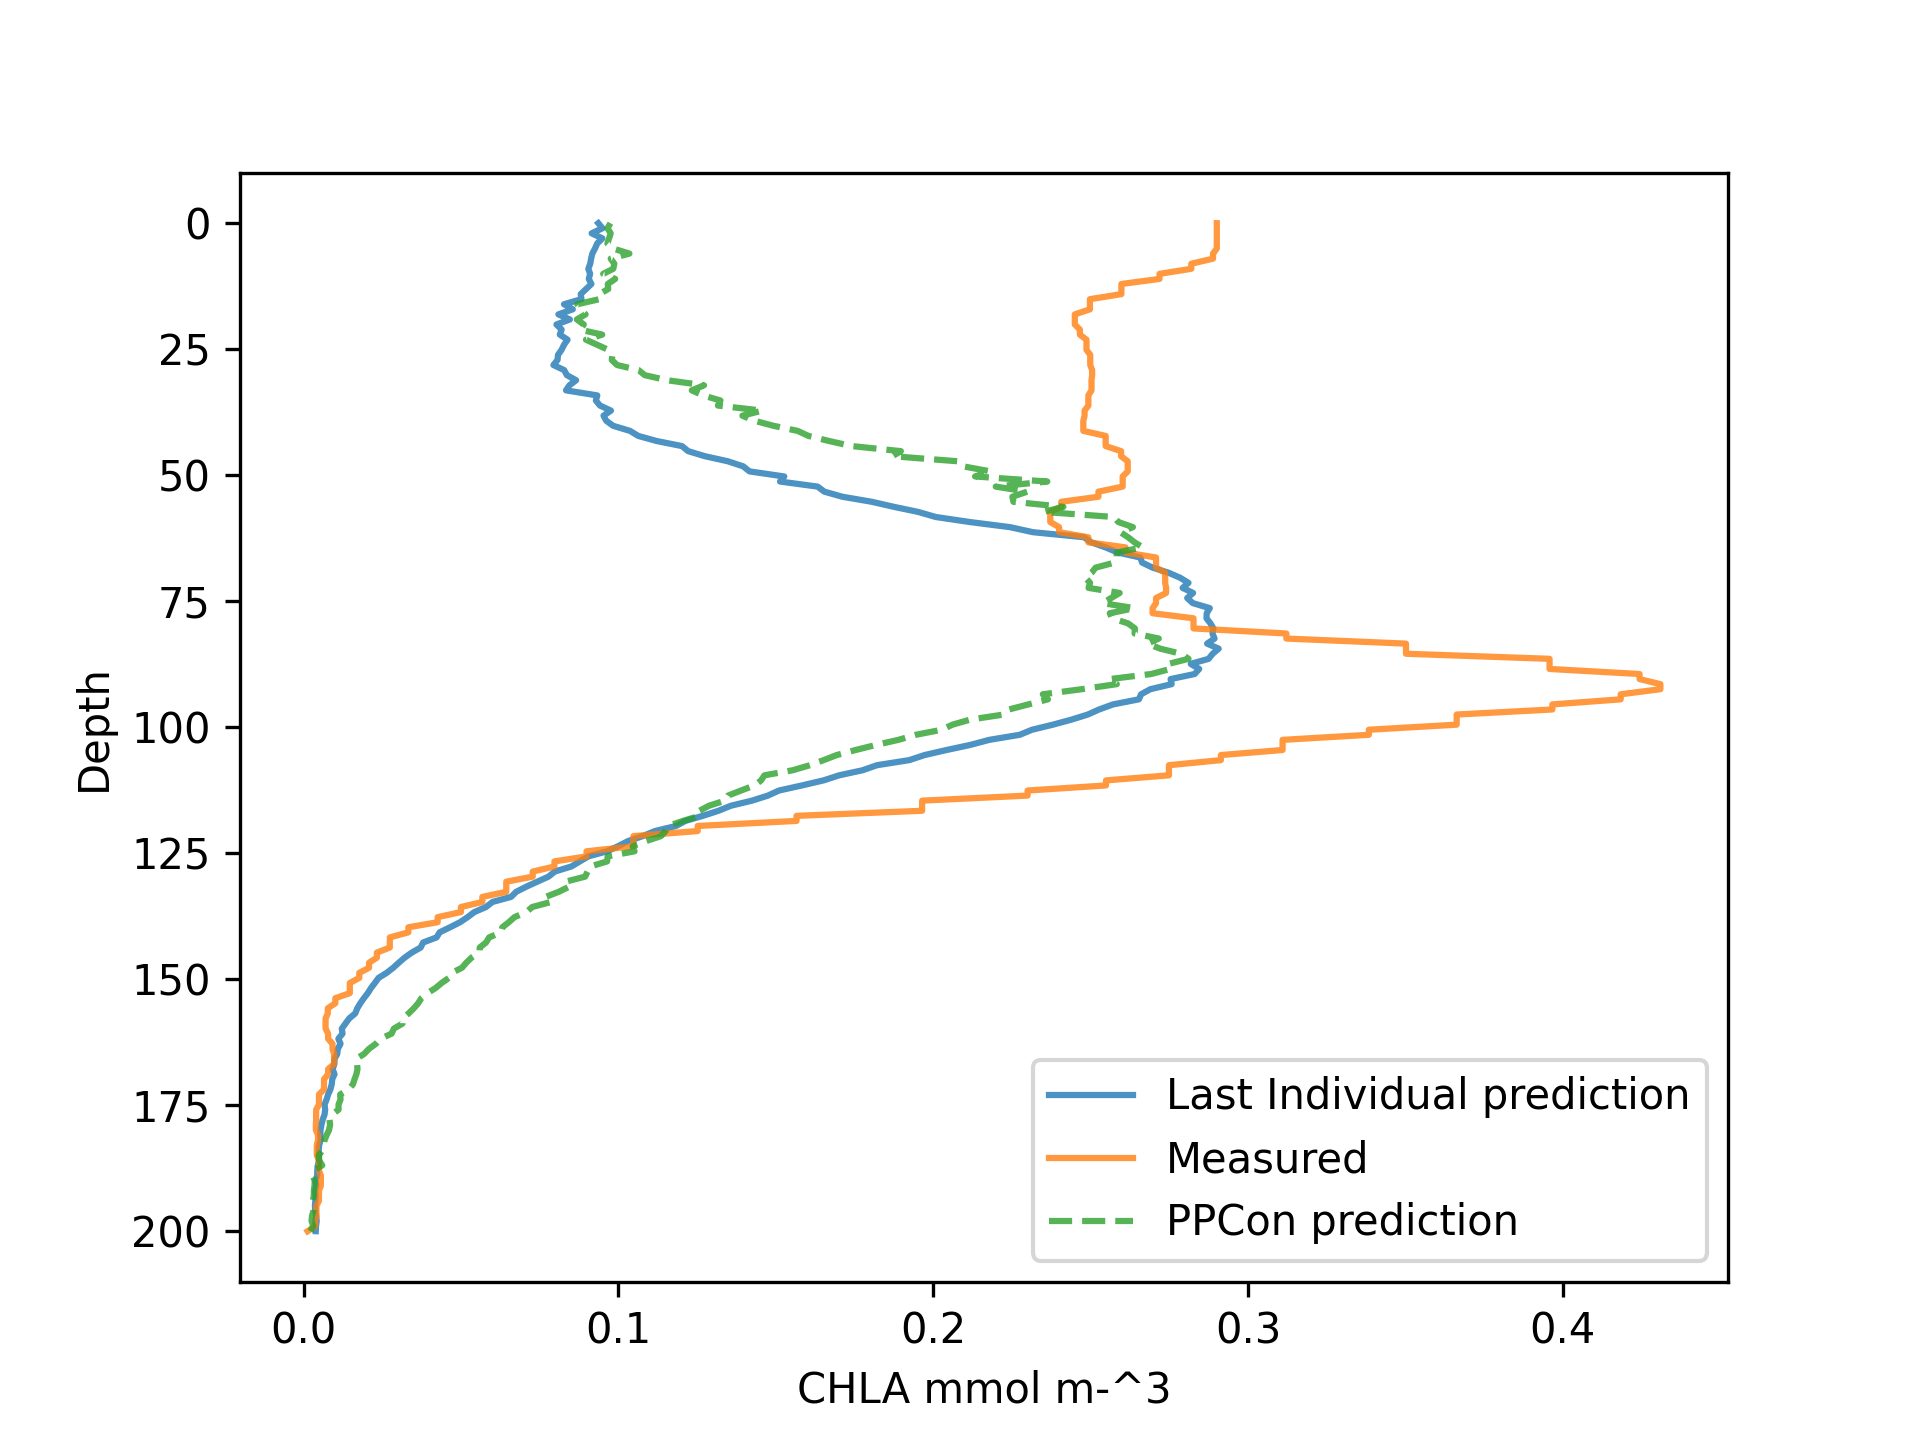 0
25
50
75
100
125
150
175
200
Depth
0.0 0.1 0.2 0.3 0.4
CHLA mmol m-^3
Last Individual prediction
Measured
PPCon prediction